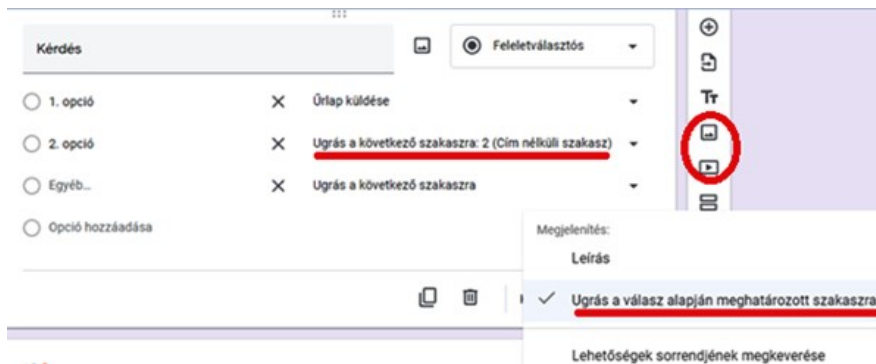 Kérdés
Feleletválasztós
1. opció
Űrlap küldése
2. opció
Ugrás a következő szakaszra: 2 (Cím nélküli szakasz)
Egyéb...
Ugrás a következő szakaszra
Opció hozzáadása
Tт
Megjelenítés:
Leírás
Ugrás a válasz alapján meghatározott szakaszra
Lehetőségek sorrendjének megkeverése